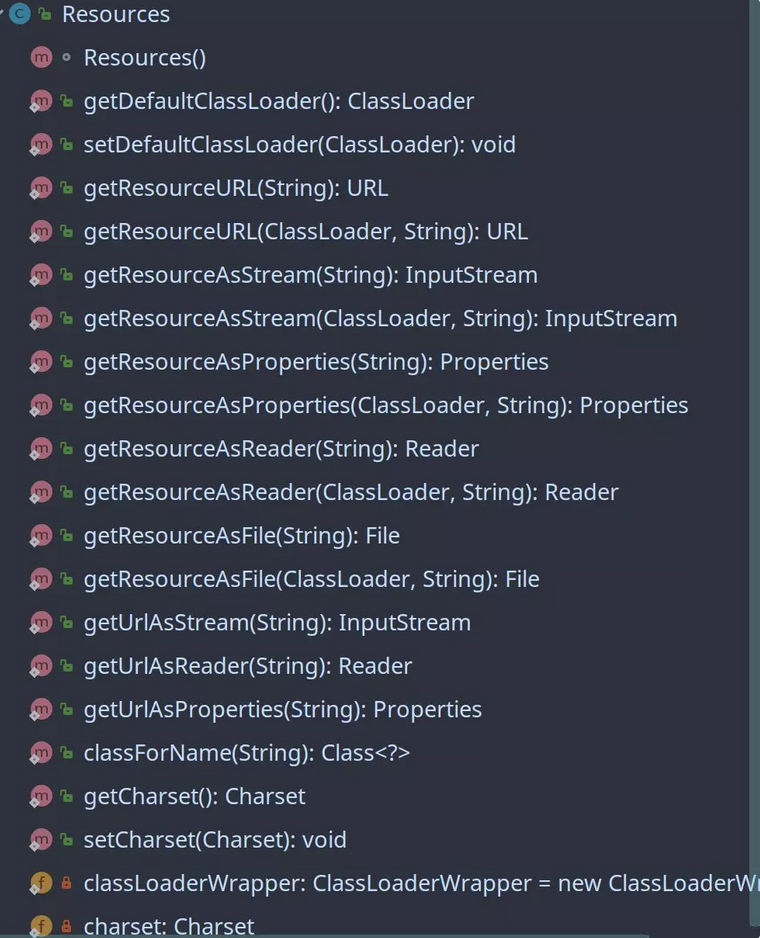 Resources
Resources()
getDefaultClassLoader(): ClassLoader
setDefaultClassLoader(ClassLoader): void
getResourceURL(String): URL
getResourceURL(ClassLoader, String): URL
getResourceAsStream(String): InputStream
getResourceAsStream(ClassLoader, String): InputStream
getResourceAsProperties(String): Properties
getResourceAsProperties(ClassLoader, String): Properties
getResourceAsReader(String): Reader
getResourceAsReader(ClassLoader, String): Reader
getResourceAsFile(String): File
getResourceAsFile(ClassLoader, String): File
getUrlAsStream(String): InputStream
getUrlAsReader(String): Reader
getUrlAsProperties(String): Properties
classForName(String): Class<?>
getCharset(): Charset
setCharset(Charset): void
classLoaderWrapper: ClassLoaderWrapper = new ClassLoaderW
charset: Charset